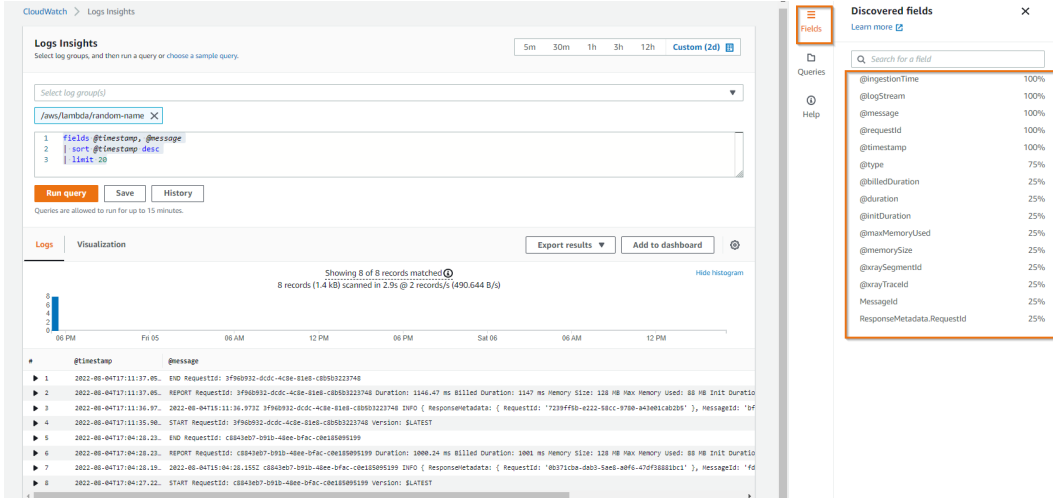 CloudWatch > Logs Insights
Logs Insights
Select log groups, and then run a query or choose a sample query.
5m 30m 1h 3h 12h Custom (2d)
Select log group(s)
/aws/lambda/random-name
1 fields @timestamp, @message
2 | sort @timestamp desc
3 | limit 20
Run query Save History
Queries are allowed to run for up to 15 minutes.
Logs Visualization
Export results Add to dashboard
Showing 8 of 8 records matched
8 records (1.4 kB) scanned in 2.9s @ 2 records/s (490.644 B/s)
Hide histogram
8
6
4
2
0
06 PM Fri 05 06 AM 12 PM 06 PM Sat 06 06 AM 12 PM
# @timestamp @message
1 2022-08-04T17:11:37.05… END RequestId: 3f96b932-dcdc-4c8e-81e8-c8b5b3223748
2 2022-08-04T17:11:37.05… REPORT RequestId: 3f96b932-dcdc-4c8e-81e8-c8b5b3223748 Duration: 1146.47 ms Billed Duration: 1147 ms Memory Size: 128 MB Max Memory Used: 88 MB Init Duratio
3 2022-08-04T17:11:36.97… 2022-08-04T15:11:36.973Z 3f96b932-dcdc-4c8e-81e8-c8b5b3223748 INFO { ResponseMetadata: { RequestId: '7239ff5b-e222-58cc-9780-a43e01cab2b5' }, MessageId: 'bf
4 2022-08-04T17:11:35.90… START RequestId: 3f96b932-dcdc-4c8e-81e8-c8b5b3223748 Version: $LATEST
5 2022-08-04T17:04:28.23… END RequestId: c8843eb7-b91b-48ee-bfac-c0e185095199
6 2022-08-04T17:04:28.23… REPORT RequestId: c8843eb7-b91b-48ee-bfac-c0e185095199 Duration: 1000.24 ms Billed Duration: 1001 ms Memory Size: 128 MB Max Memory Used: 88 MB Init Duratio
7 2022-08-04T17:04:28.19… 2022-08-04T15:04:28.155Z c8843eb7-b91b-48ee-bfac-c0e185095199 INFO { ResponseMetadata: { RequestId: '0b371cba-dab3-5ae8-a0f6-47df38881bc1' }, MessageId: 'fd
8 2022-08-04T17:04:27.22… START RequestId: c8843eb7-b91b-48ee-bfac-c0e185095199 Version: $LATEST
Fields
Queries
Help
Discovered fields
Learn more
Search for a field
@ingestionTime 100%
@logStream 100%
@message 100%
@requestId 100%
@timestamp 100%
@type 75%
@billedDuration 25%
@duration 25%
@initDuration 25%
@maxMemoryUsed 25%
@memorySize 25%
@xraySegmentId 25%
@xrayTraceId 25%
MessageId 25%
ResponseMetadata.RequestId 25%